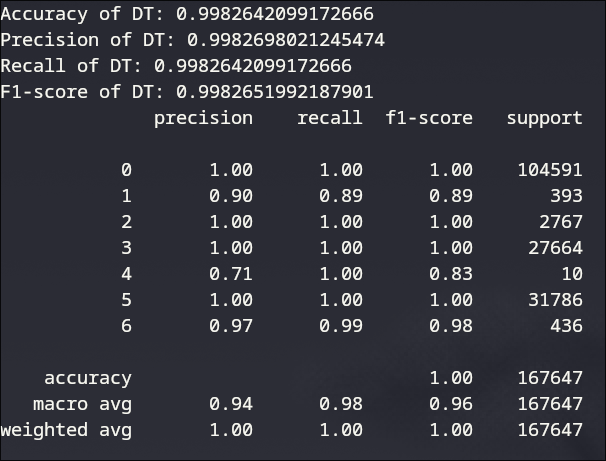 Accuracy of DT: 0.9982642099172666
Precision of DT: 0.9982698021245474
Recall of DT: 0.9982642099172666
F1-score of DT: 0.9982651992187901
precision recall f1-score support
0 1.00 1.00 1.00 104591
1 0.90 0.89 0.89 393
2 1.00 1.00 1.00 2767
3 1.00 1.00 1.00 27664
4 0.71 1.00 0.83 10
5 1.00 1.00 1.00 31786
6 0.97 0.99 0.98 436
accuracy 1.00 167647
macro avg 0.94 0.98 0.96 167647
weighted avg 1.00 1.00 1.00 167647